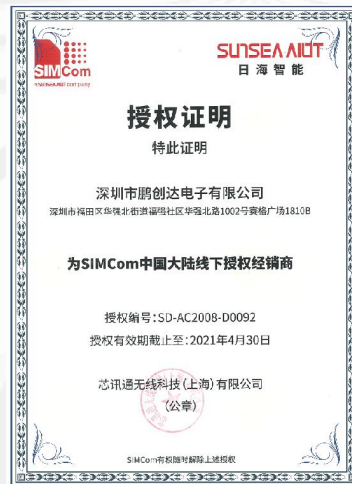 SIMCom
a SUNSEA AIOT company
SUNSEA AIOT
日海智能
授权证明
特此证明
深圳市鹏创达电子有限公司
深圳市福田区华强北街道福强社区华强北路1002号赛格广场1810B
为SIMCom中国大陆线下授权经销商
授权编号:SD-AC2008-D0092
授权有效期截止至:2021年4月30日
芯讯通无线科技(上海)有限公司
(公章)
SIMCom有权随时解除上述授权